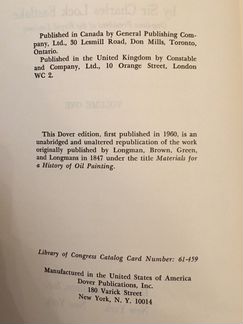 Published in Canada by General Publishing Com-
pany, Ltd., 30 Lesmill Road, Don Mills, Toronto,
Ontario.
Published in the United Kingdom by Constable
and Company, Ltd., 10 Orange Street, London
WC 2.
This Dover edition, first published in 1960, is an
unabridged and unaltered republication of the work
originally published by Longman, Brown, Green,
and Longmans in 1847 under the title Materials for
a History of Oil Painting.
Library of Congress Catalog Card Number: 61-459
Manufactured in the United States of America
Dover Publications, Inc.
180 Varick Street
New York, N. Y. 10014